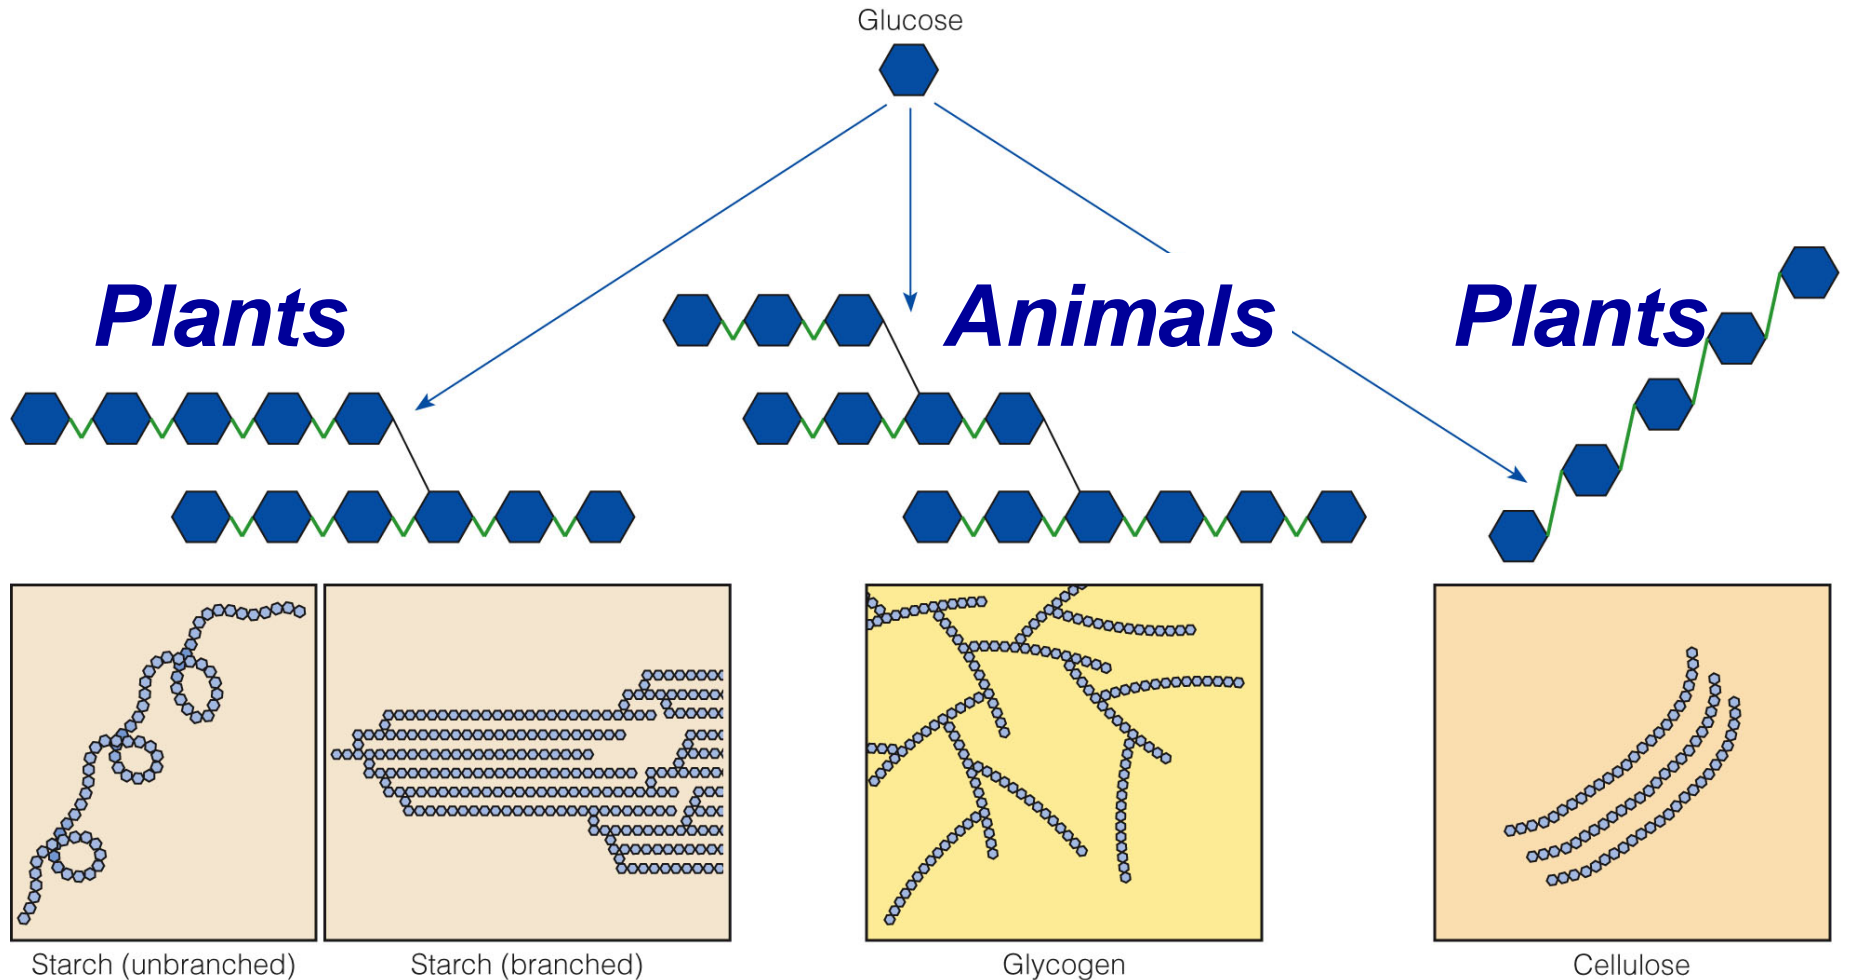 Glucose
Plants
Animals
Plants
Starch (unbranched)
Starch (branched)
Glycogen
Cellulose